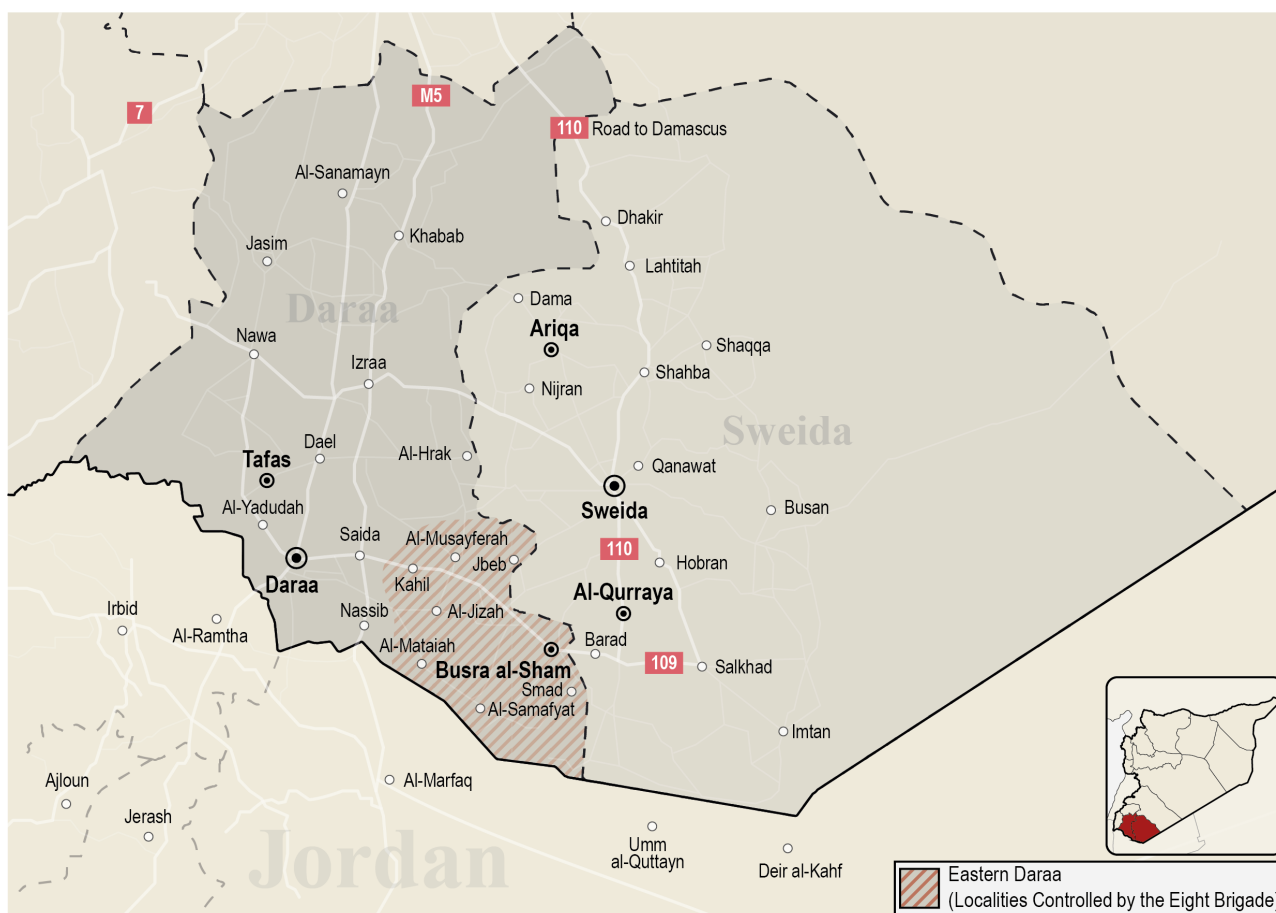 M5
7
110
Road to Damascus
Al-Sanamayn
Dhakir
Khabab
Jasim
Lahtitah
Daraa
Dama
Ariqa
Nawa
Shaqqa
Izraa
Shahba
Nijran
Sweida
Dael
Al-Hrak
Tafas
Qanawat
Al-Yadudah
Sweida
Busan
Saida
Al-Musayferah
110
Jbeb
Hobran
Daraa
Kahil
Al-Qurraya
Irbid
Nassib
Al-Jizah
Al-Ramtha
Al-Mataiah
Barad
Busra al-Sham
109
Salkhad
Smad
Al-Samafyat
Imtan
Ajloun
Al-Marfaq
Jerash
Jordan
Umm
al-Quttayn
Deir al-Kahf
Eastern Daraa
(Localities Controlled by the Eight Brigade)